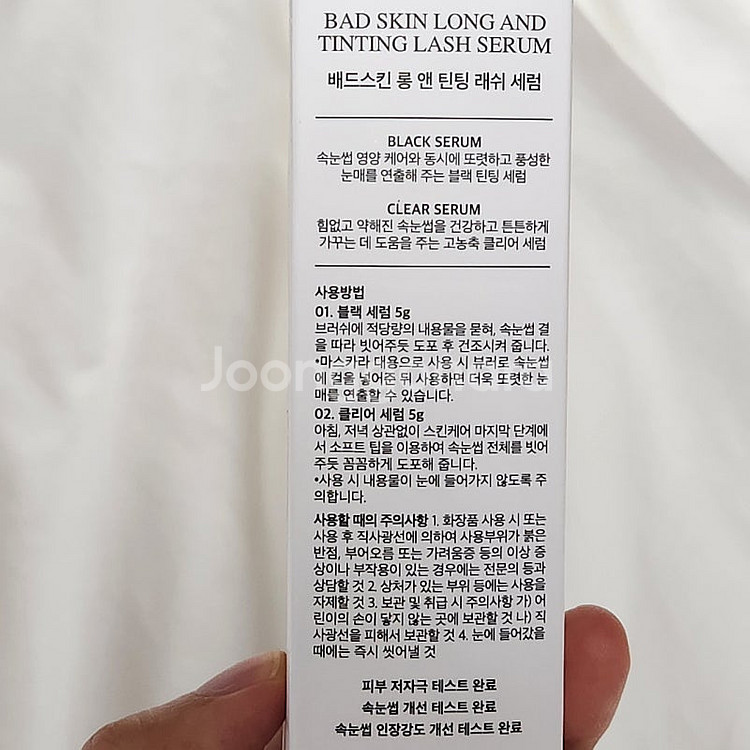 BAD SKIN LONG AND
TINTING LASH SERUM
배드스킨 롱 앤 틴팅 래쉬 세럼
BLACK SERUM
속눈썹 영양 케어와 동시에 또렷하고 풍성한
눈매를 연출해 주는 블랙 틴팅 세럼
CLEAR SERUM
힘없고 약해진 속눈썹을 건강하고 튼튼하게
가꾸는 데 도움을 주는 고농축 클리어 세럼
사용방법
01. 블랙 세럼 5g
브러쉬에 적당량의 내용물을 묻혀, 속눈썹 결
을 따라 빗어주듯 도포 후 건조시켜 줍니다.
•마스카라 대용으로 사용 시 뷰러로 속눈썹
에 컬을 넣어준 뒤 사용하면 더욱 또렷한 눈
매를 연출할 수 있습니다.
02. 클리어 세럼 5g
아침, 저녁 상관없이 스킨케어 마지막 단계에
서 소프트 팁을 이용하여 속눈썹 전체를 빗어
주듯 꼼꼼하게 도포해 줍니다.
•사용 시 내용물이 눈에 들어가지 않도록 주
의합니다.
사용할 때의 주의사항 1. 화장품 사용 시 또는
사용 후 직사광선에 의하여 사용부위가 붉은
반점, 부어오름 또는 가려움증 등의 이상 증
상이나 부작용이 있는 경우에는 전문의 등과
상담할 것 2. 상처가 있는 부위 등에는 사용을
자제할 것 3. 보관 및 취급 시 주의사항 가) 어
린이의 손이 닿지 않는 곳에 보관할 것 나) 직
사광선을 피해서 보관할 것 4. 눈에 들어갔을
때에는 즉시 씻어낼 것
피부 저자극 테스트 완료
속눈썹 개선 테스트 완료
속눈썹 인장강도 개선 테스트 완료